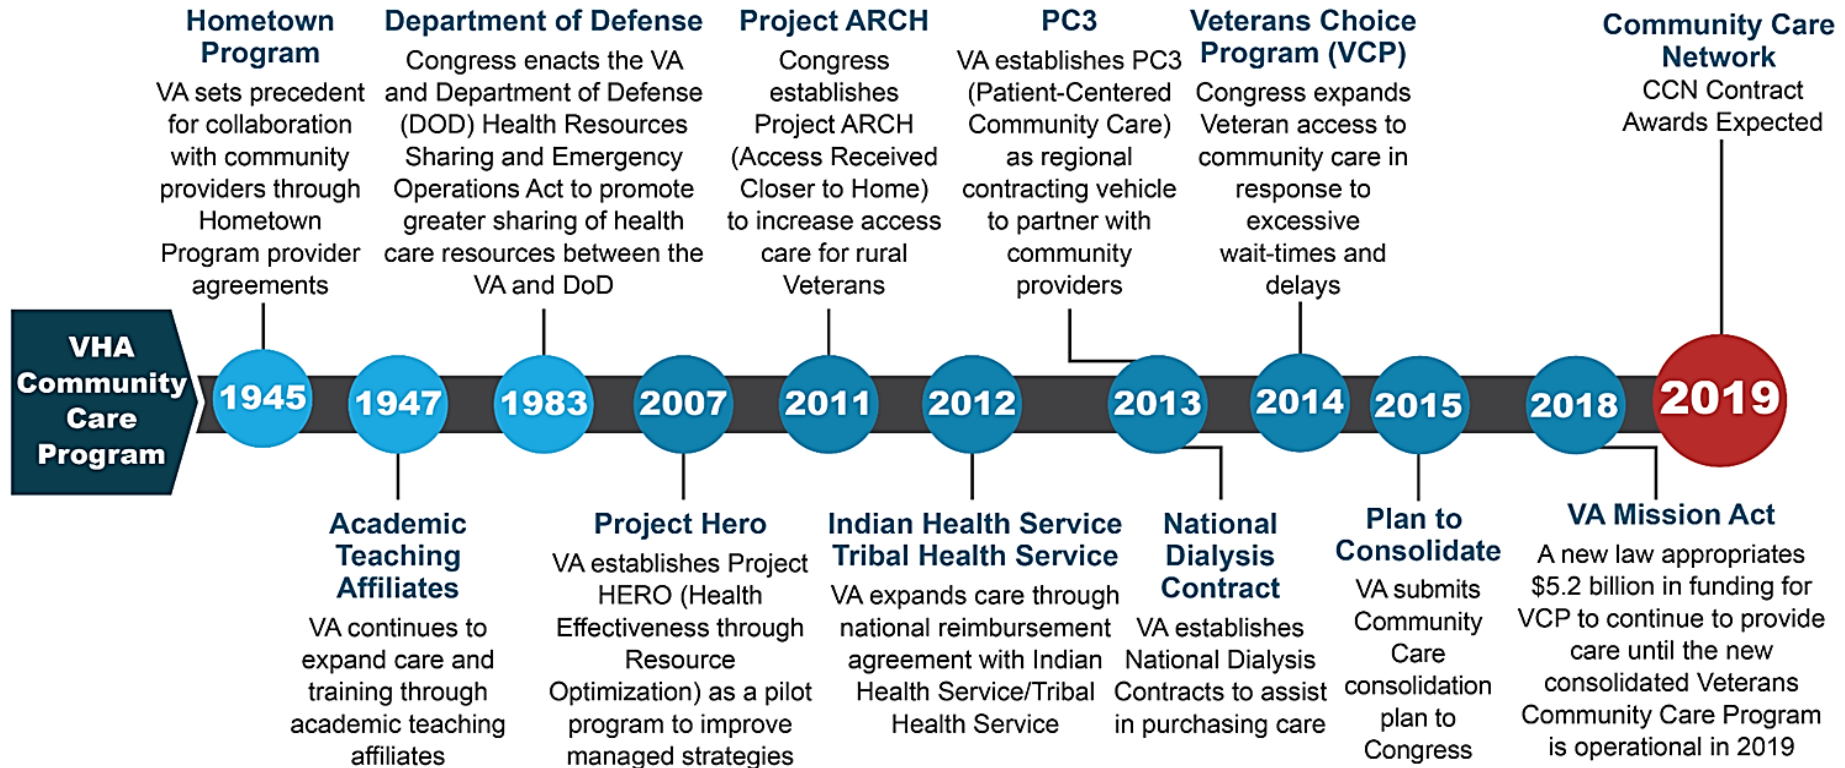 Hometown
Program
VA sets precedent
for collaboration
with community
providers through
Hometown
Program provider
agreements
Department of Defense
Congress enacts the VA
and Department of Defense
(DOD) Health Resources
Sharing and Emergency
Operations Act to promote
greater sharing of health
care resources between the
VA and DoD
Project ARCH
Congress
establishes
Project ARCH
(Access Received
Closer to Home)
to increase access
care for rural
Veterans
PC3
VA establishes PC3
(Patient-Centered
Community Care)
as regional
contracting vehicle
to partner with
community
providers
Veterans Choice
Program (VCP)
Congress expands
Veteran access to
community care in
response to
excessive
wait-times and
delays
Community Care
Network
CCN Contract
Awards Expected
VHA
Community
Care
Program
1945
1947
1983
2007
2011
2012
2013
2014
2015
2018
2019
Academic
Teaching
Affiliates
VA continues to
expand care and
training through
academic teaching
affiliates
Project Hero
VA establishes Project
HERO (Health
Effectiveness through
Resource
Optimization) as a pilot
program to improve
managed strategies
Indian Health Service
Tribal Health Service
VA expands care through
national reimbursement
agreement with Indian
Health Service/Tribal
Health Service
National
Dialysis
Contract
VA establishes
National Dialysis
Contracts to assist
in purchasing care
Plan to
Consolidate
VA submits
Community
Care
consolidation
plan to
Congress
VA Mission Act
A new law appropriates
$5.2 billion in funding for
VCP to continue to provide
care until the new
consolidated Veterans
Community Care Program
is operational in 2019